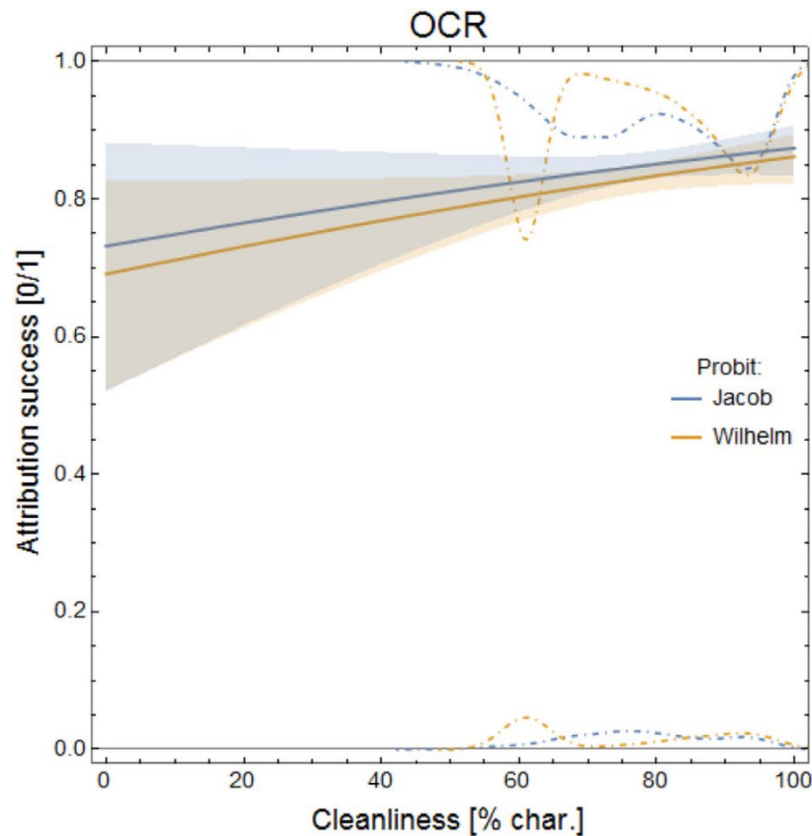 OCR
1.0
0.8
0.6
0.4
0.2
0.0
Attribution success [0/1]
Probit:
Jacob
Wilhelm
0 20 40 60 80 100
Cleanliness [% char.]